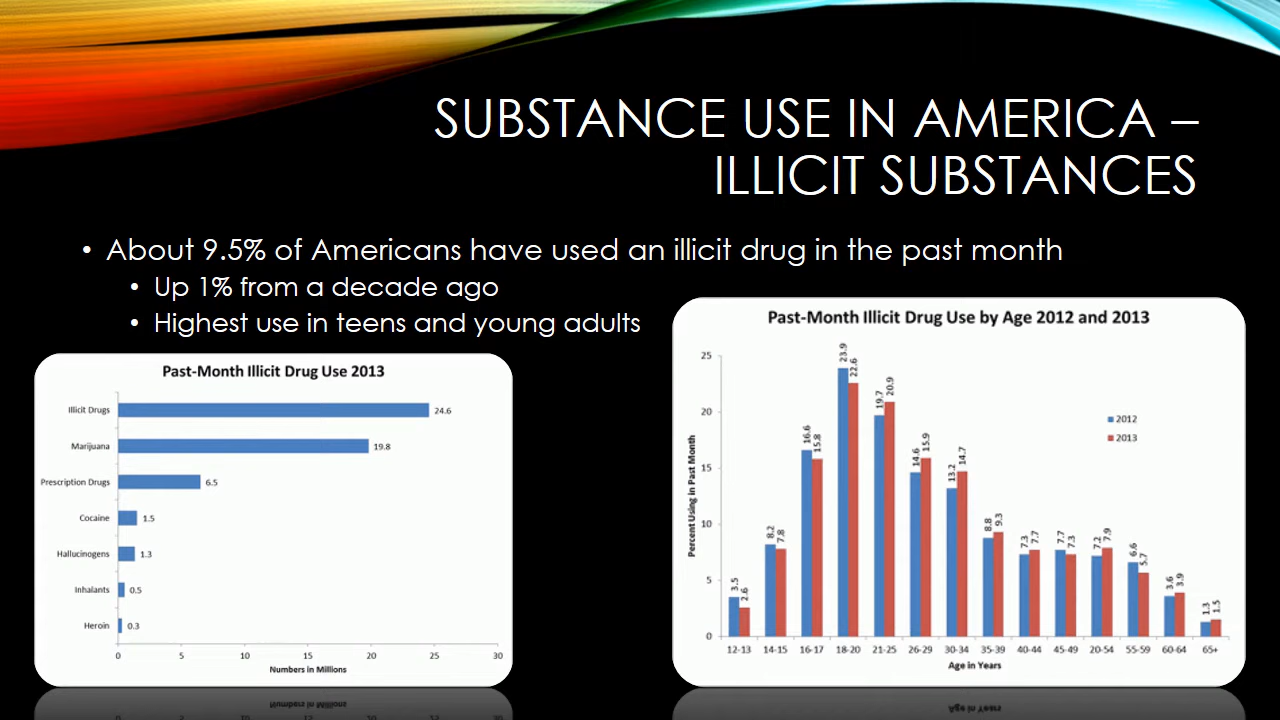 SUBSTANCE USE IN AMERICA –
ILLICIT SUBSTANCES
• About 9.5% of Americans have used an illicit drug in the past month
• Up 1% from a decade ago
• Highest use in teens and young adults
Past-Month Illicit Drug Use 2013
Illicit Drugs 24.6
Marijuana 19.8
Prescription Drugs 6.5
Cocaine 1.5
Hallucinogens 1.3
Inhalants 0.5
Heroin 0.3
0 5 10 15 20 25 30
Numbers in Millions
Past-Month Illicit Drug Use by Age 2012 and 2013
Percent Using in Past Month
25
20
15
10
5
0
3.5 2.6
8.2 7.8
16.6 15.8
23.9 22.6
19.7 20.9
14.6 15.9
13.2 14.7
8.8 9.3
7.3 7.7
7.7 7.3
7.2 7.9
6.6 5.7
3.6 3.9
1.3 1.5
2012
2013
12-13 14-15 16-17 18-20 21-25 26-29 30-34 35-39 40-44 45-49 20-54 55-59 60-64 65+
Age in Years